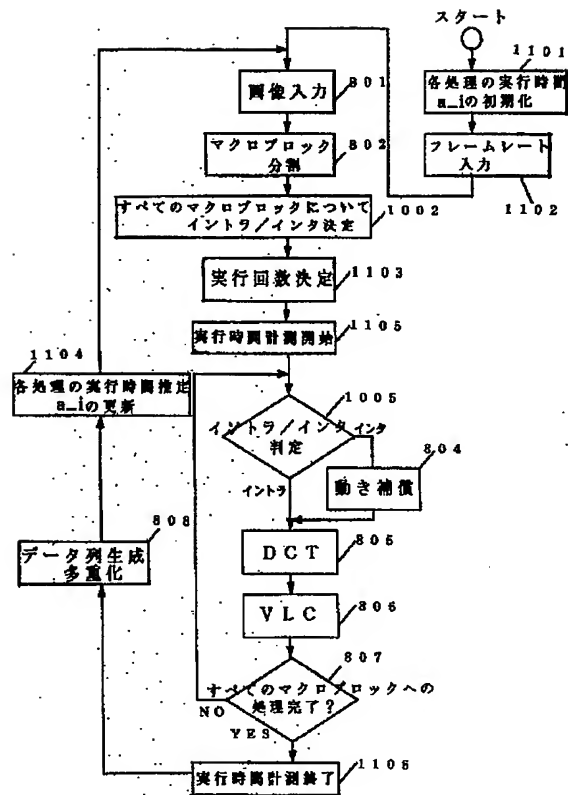 スタート
1101
各処理の実行時間
a_iの初期化
フレームレート
入力
1102
画像入力
801
マクロブロック
分割
802
すべてのマクロブロックについて
イントラ/インタ決定
1002
実行回数決定
1103
実行時間計測開始
1105
1104
各処理の実行時間推定
a_iの更新
1005
イントラ/インタ
判定
インタ
イントラ
804
動き補償
DCT
805
VLC
806
807
すべてのマクロブロックへの
処理完了?
NO
YES
808
データ列生成
多重化
実行時間計測終了
1106